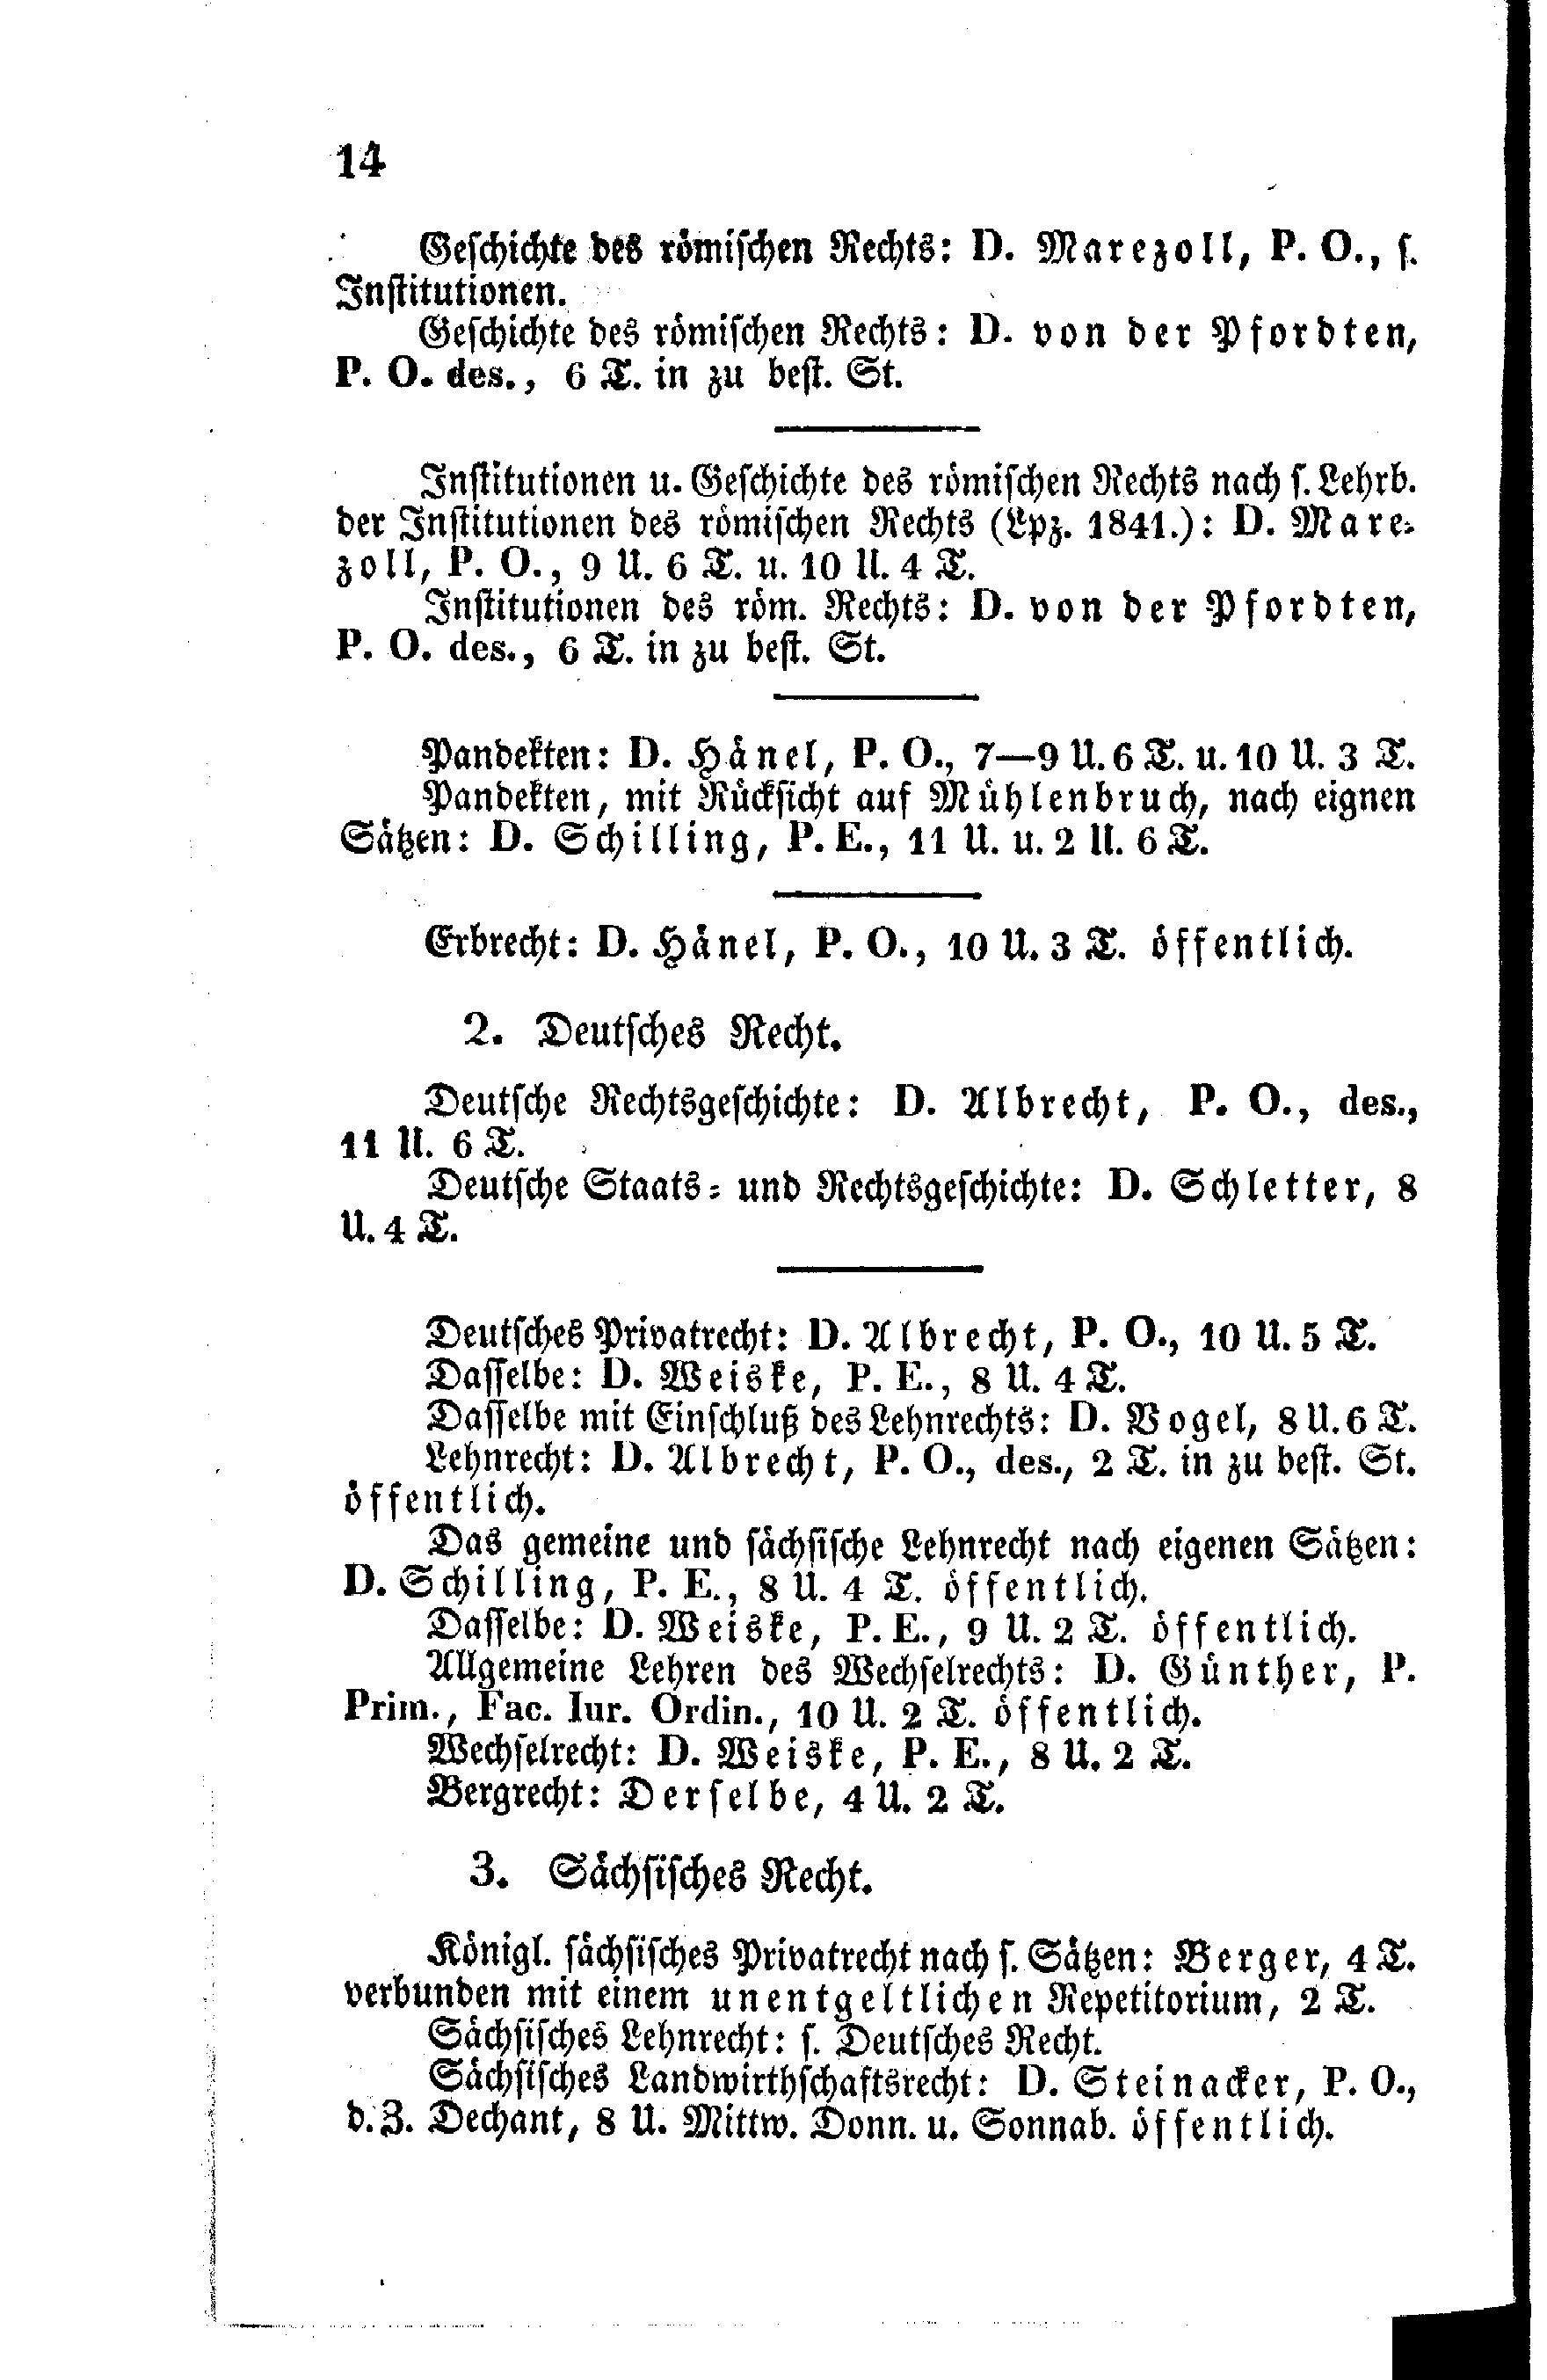 14
Geschichte des römischen Rechts: D. Marezoll, P. O., s.
Institutionen.
Geschichte des römischen Rechts: D. von der Pfordten,
P. O. des., 6 T. in zu best. St.
Institutionen u. Geschichte des römischen Rechts nach s. Lehrb.
der Institutionen des römischen Rechts (Lpz. 1841.): D. Mare-
zoll, P. O., 9 U. 6 T. u. 10 U. 4 T.
Institutionen des röm. Rechts: D. von der Pfordten,
P. O. des., 6 T. in zu best. St.
Pandekten: D. Hänel, P. O., 7—9 U. 6 T. u. 10 U. 3 T.
Pandekten, mit Rücksicht auf Mühlenbruch, nach eignen
Sätzen: D. Schilling, P. E., 11 U. u. 2 U. 6 T.
Erbrecht: D. Hänel, P. O., 10 U. 3 T. öffentlich.
2. Deutsches Recht.
Deutsche Rechtsgeschichte: D. Albrecht, P. O., des.,
11 U. 6 T.
Deutsche Staats- und Rechtsgeschichte: D. Schletter, 8
U. 4 T.
Deutsches Privatrecht: D. Albrecht, P. O., 10 U. 5 T.
Dasselbe: D. Weiske, P. E., 8 U. 4 T.
Dasselbe mit Einschluß des Lehnrechts: D. Vogel, 8 U. 6 T.
Lehnrecht: D. Albrecht, P. O., des., 2 T. in zu best. St.
öffentlich.
Das gemeine und sächsische Lehnrecht nach eigenen Sätzen:
D. Schilling, P. E., 8 U. 4 T. öffentlich.
Dasselbe: D. Weiske, P. E., 9 U. 2 T. öffentlich.
Allgemeine Lehren des Wechselrechts: D. Günther, P.
Prim., Fac. Iur. Ordin., 10 U. 2 T. öffentlich.
Wechselrecht: D. Weiske, P. E., 8 U. 2 T.
Bergrecht: Derselbe, 4 U. 2 T.
3. Sächsisches Recht.
Königl. sächsisches Privatrecht nach s. Sätzen: Berger, 4 T.
verbunden mit einem unentgeltlichen Repetitorium, 2 T.
Sächsisches Lehnrecht: s. Deutsches Recht.
Sächsisches Landwirthschaftsrecht: D. Steinacker, P. O.,
d. Z. Dechant, 8 U. Mittw. Donn. u. Sonnab. öffentlich.